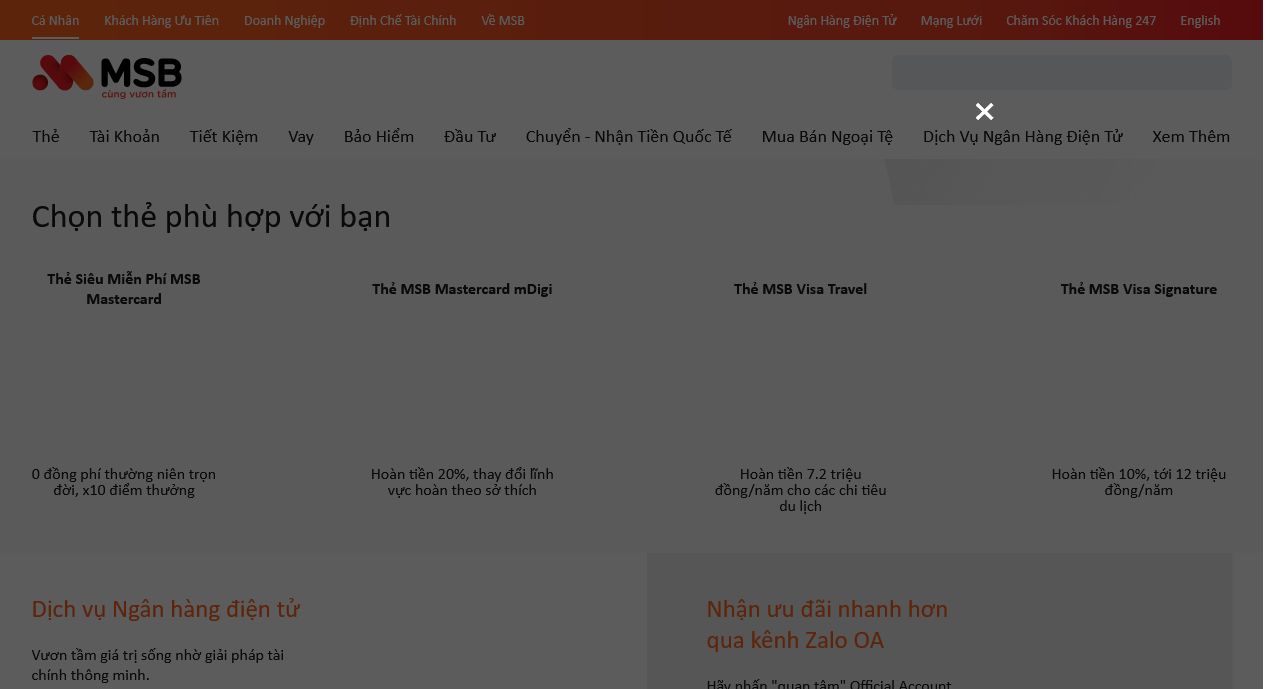 Cá Nhân Khách Hàng Ưu Tiên Doanh Nghiệp Định Chế Tài Chính Về MSB Ngân Hàng Điện Tử Mạng Lưới Chăm Sóc Khách Hàng 247 English
MSB
cùng vươn tầm
Thẻ Tài Khoản Tiết Kiệm Vay Bảo Hiểm Đầu Tư Chuyển - Nhận Tiền Quốc Tế Mua Bán Ngoại Tệ Dịch Vụ Ngân Hàng Điện Tử Xem Thêm
Chọn thẻ phù hợp với bạn
Thẻ Siêu Miễn Phí MSB
Mastercard
Thẻ MSB Mastercard mDigi
Thẻ MSB Visa Travel
Thẻ MSB Visa Signature
0 đồng phí thường niên trọn
đời, x10 điểm thưởng
Hoàn tiền 20%, thay đổi lĩnh
vực hoàn theo sở thích
Hoàn tiền 7.2 triệu
đồng/năm cho các chi tiêu
du lịch
Hoàn tiền 10%, tới 12 triệu
đồng/năm
Dịch vụ Ngân hàng điện tử
Vươn tầm giá trị sống nhờ giải pháp tài
chính thông minh.
Nhận ưu đãi nhanh hơn
qua kênh Zalo OA
Hãy nhấn "quan tâm" Official Account